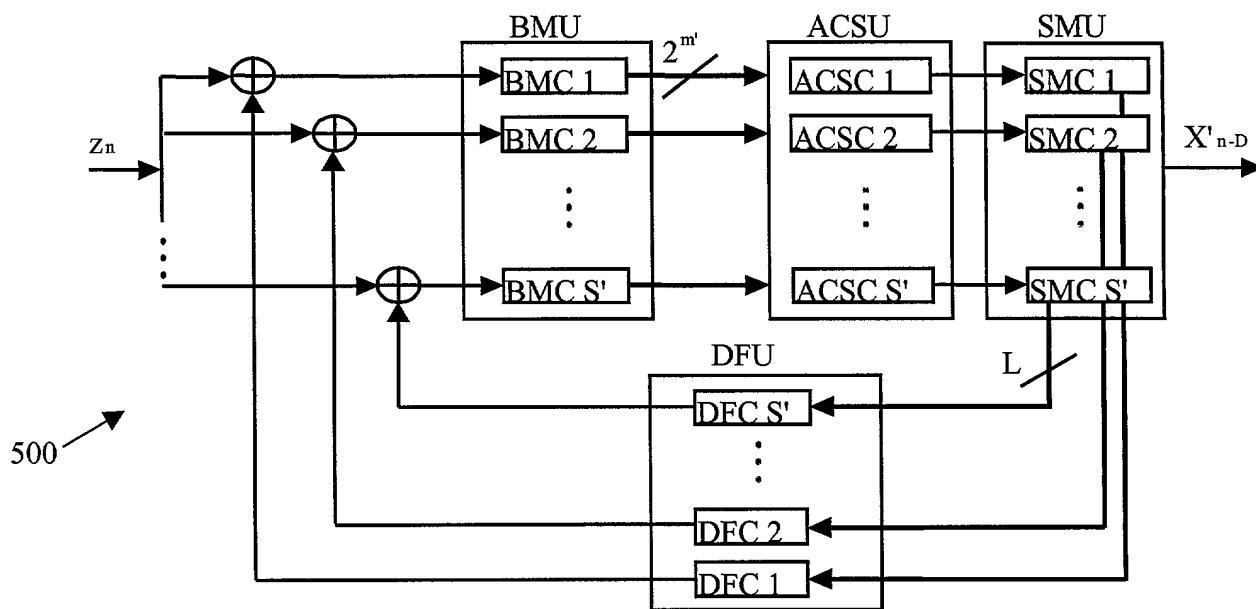 BMU
ACSU
SMU
2^m'
BMC 1
ACSC 1
SMC 1
BMC 2
ACSC 2
SMC 2
Zn
X'n-D
BMC S'
ACSC S'
SMC S'
DFU
L
DFC S'
500
DFC 2
DFC 1